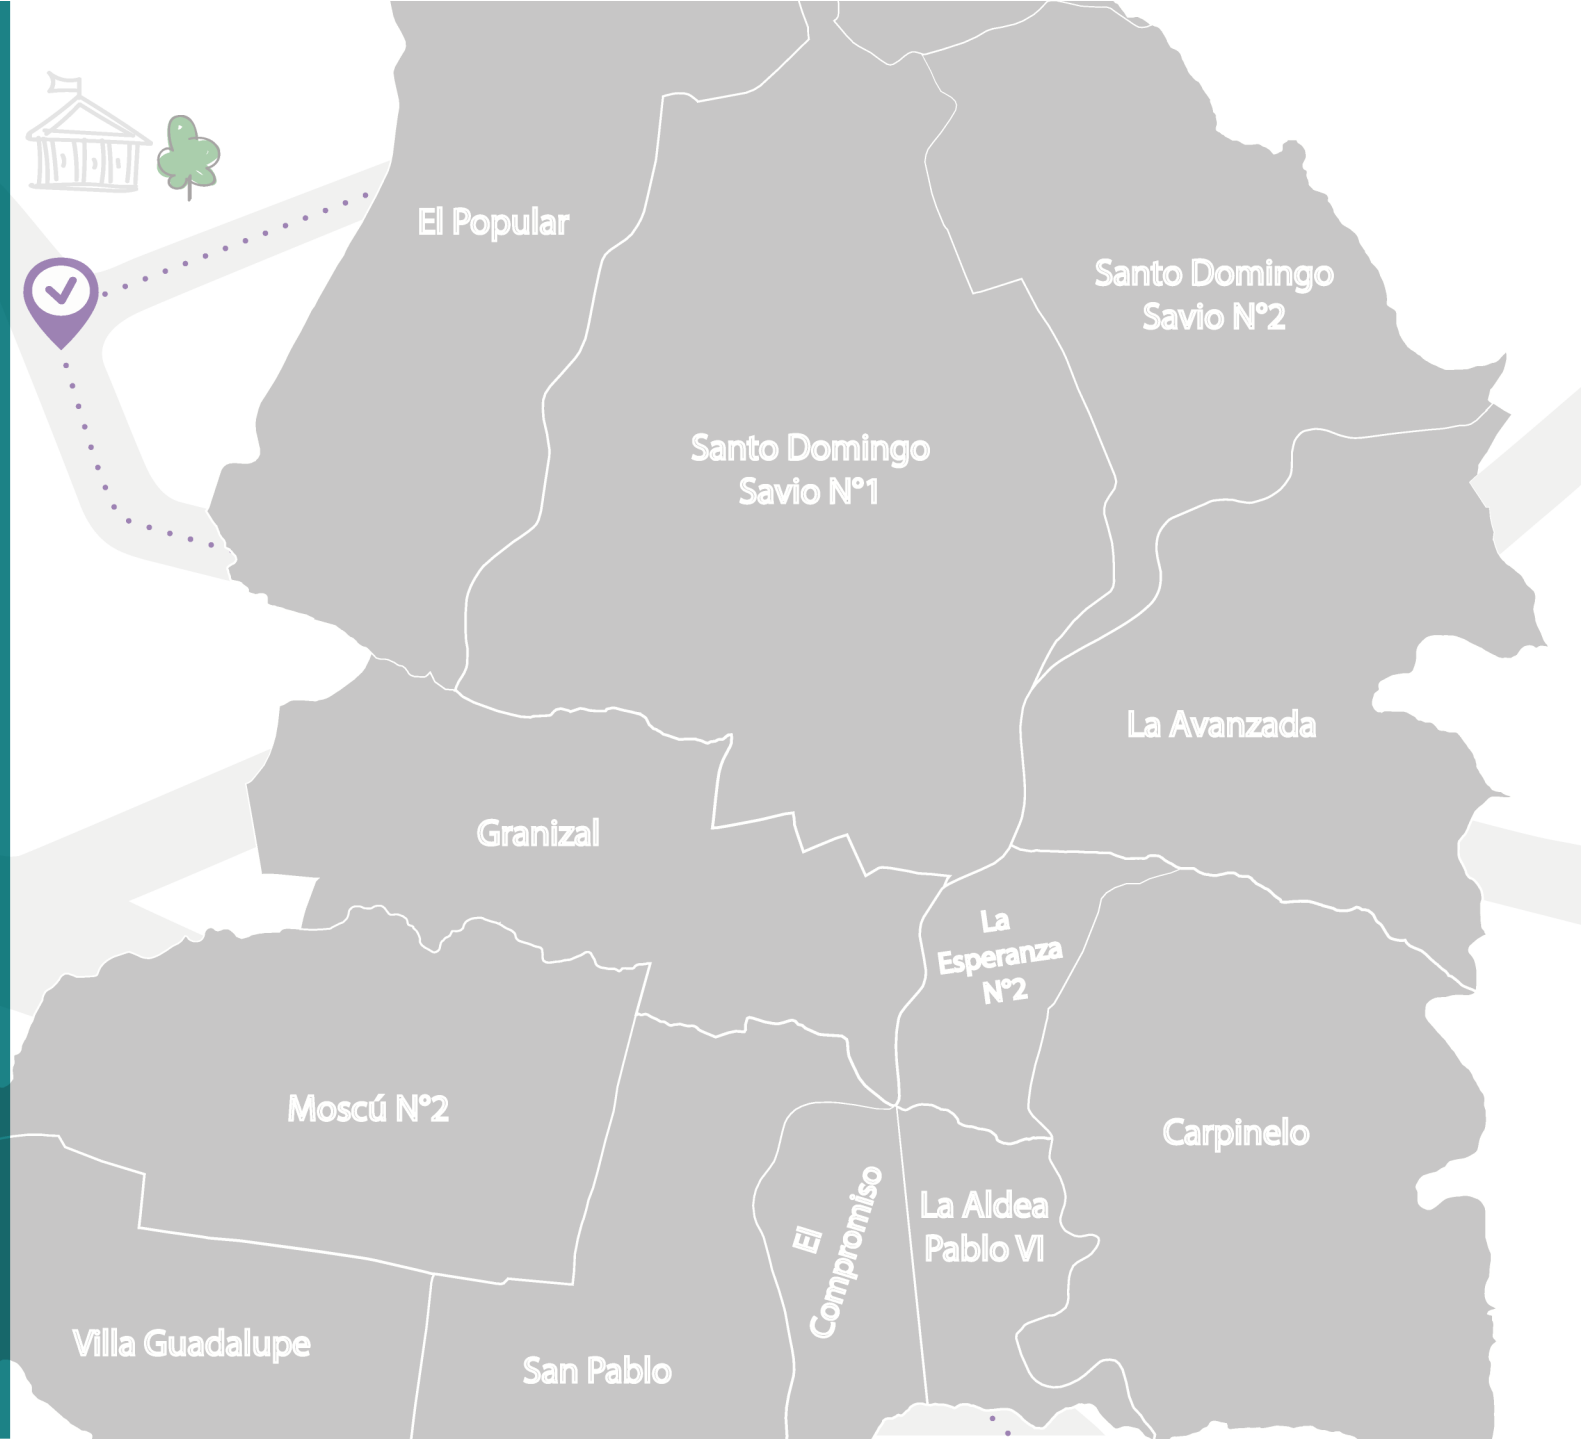 El Popular
Santo Domingo
Savio N°2
Santo Domingo
Savio N°1
La Avanzada
Granizal
La
Esperanza
N°2
Moscú N°2
Carpinelo
El
Compromiso
La Aldea
Pablo VI
Villa Guadalupe
San Pablo